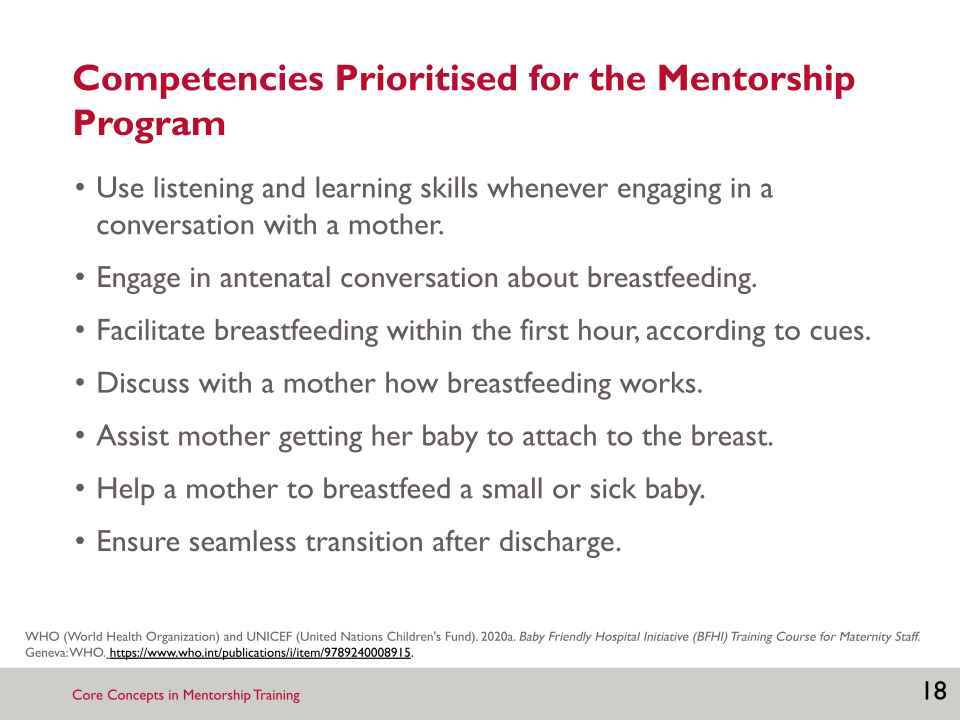 Competencies Prioritised for the Mentorship
Program
• Use listening and learning skills whenever engaging in a
conversation with a mother.
• Engage in antenatal conversation about breastfeeding.
• Facilitate breastfeeding within the first hour, according to cues.
• Discuss with a mother how breastfeeding works.
• Assist mother getting her baby to attach to the breast.
• Help a mother to breastfeed a small or sick baby.
• Ensure seamless transition after discharge.
WHO (World Health Organization) and UNICEF (United Nations Children's Fund). 2020a. Baby Friendly Hospital Initiative (BFHI) Training Course for Maternity Staff.
Geneva: WHO. https://www.who.int/publications/i/item/9789240008915.
Core Concepts in Mentorship Training
18